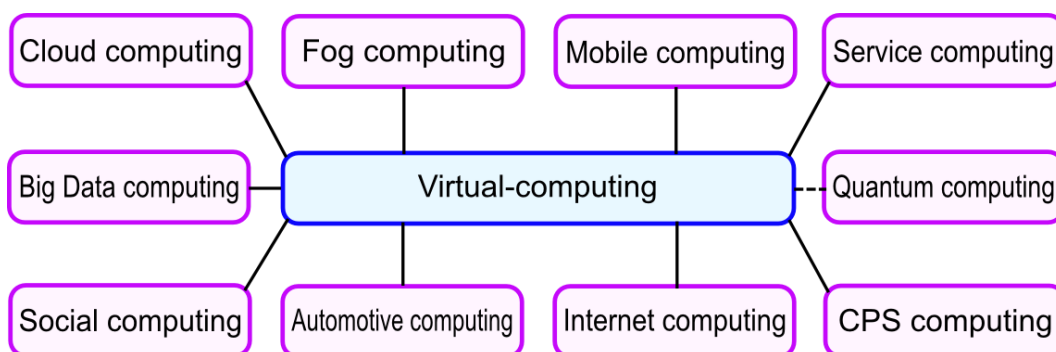 Cloud computing
Fog computing
Mobile computing
Service computing
Big Data computing
Virtual-computing
Quantum computing
Social computing
Automotive computing
Internet computing
CPS computing